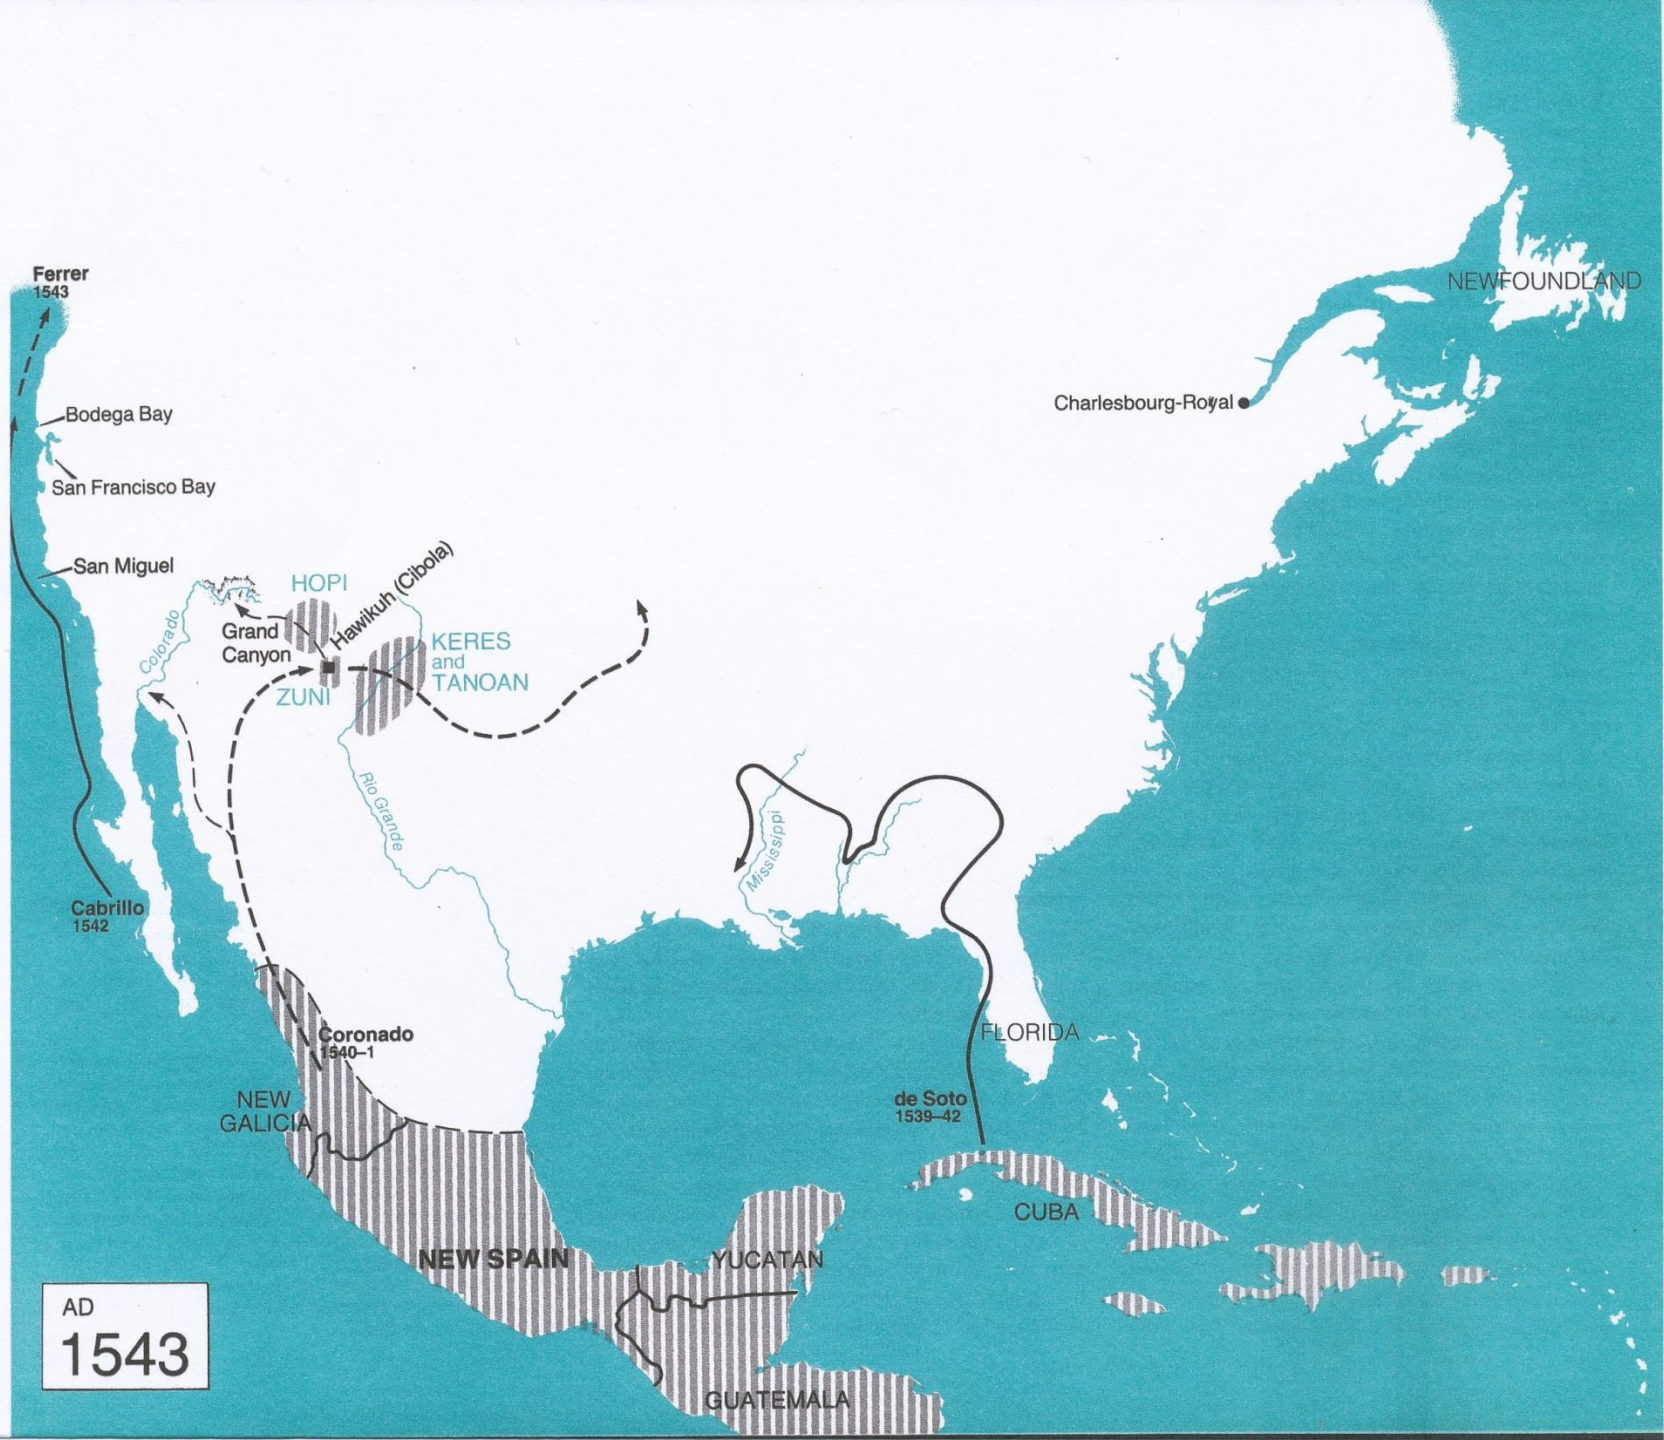 Ferrer
1543
NEWFOUNDLAND
Bodega Bay
Charlesbourg-Royal
San Francisco Bay
San Miguel
HOPI
Hawikuh (Cibola)
Colorado
Grand
Canyon
KERES
and
TANOAN
ZUNI
Rio Grande
Mississippi
Cabrillo
1542
Coronado
1540–1
FLORIDA
NEW
GALICIA
de Soto
1539–42
CUBA
NEW SPAIN
YUCATAN
AD
1543
GUATEMALA